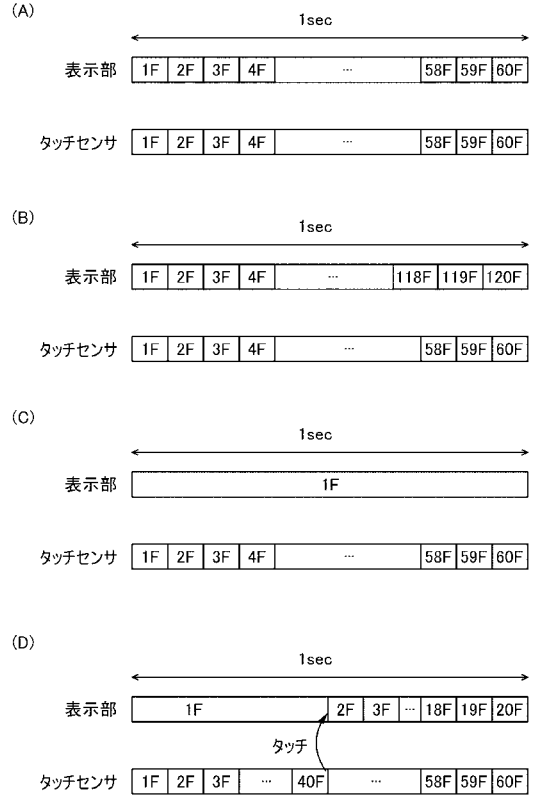 (A)
1sec
表示部 1F 2F 3F 4F … 58F 59F 60F
タッチセンサ 1F 2F 3F 4F … 58F 59F 60F
(B)
1sec
表示部 1F 2F 3F 4F … 118F 119F 120F
タッチセンサ 1F 2F 3F 4F … 58F 59F 60F
(C)
1sec
表示部 1F
タッチセンサ 1F 2F 3F 4F … 58F 59F 60F
(D)
1sec
表示部 1F 2F 3F … 18F 19F 20F
タッチ
タッチセンサ 1F 2F 3F … 40F … 58F 59F 60F